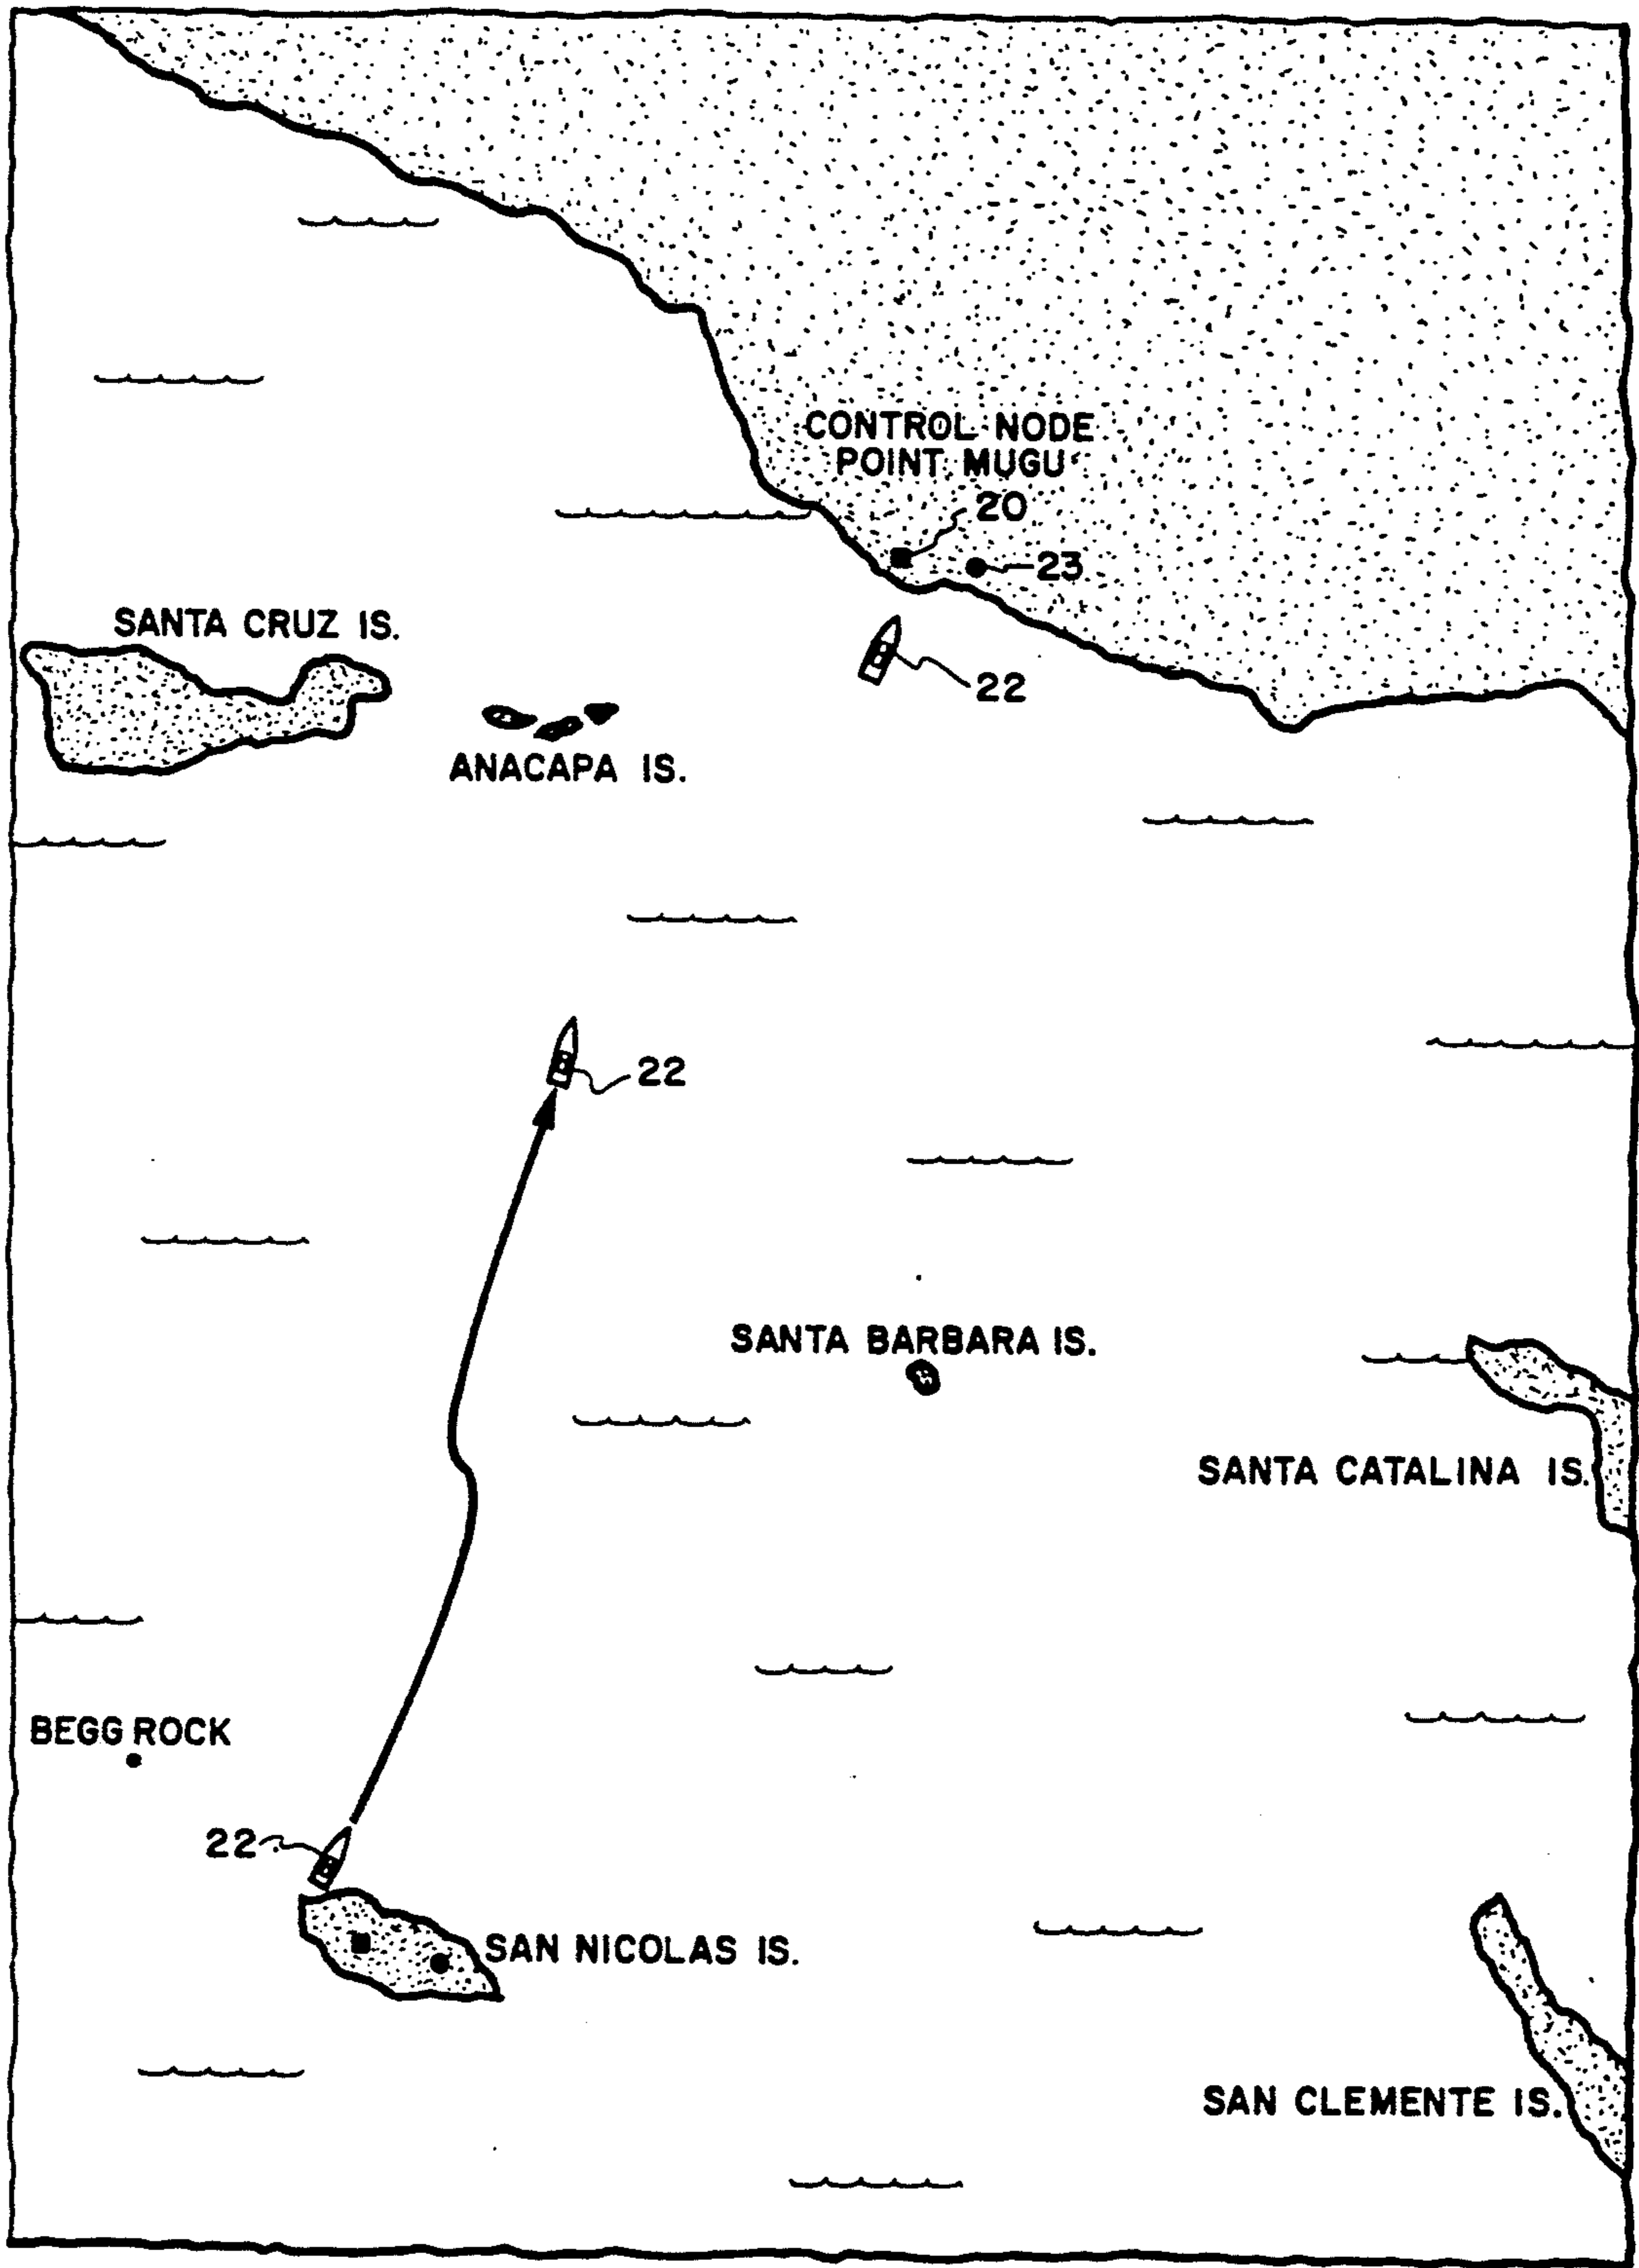 CONTROL NODE
POINT MUGU
20
23
SANTA CRUZ IS.
22
ANACAPA IS.
22
SANTA BARBARA IS.
SANTA CATALINA IS.
BEGG ROCK
22
SAN NICOLAS IS.
SAN CLEMENTE IS.